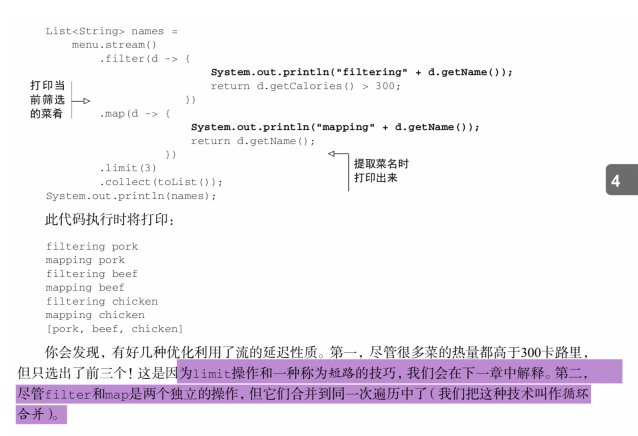 List<String> names =
menu.stream()
.filter(d -> {
System.out.println("filtering" + d.getName());
return d.getCalories() > 300;
})
打印当
前筛选
的菜肴
.map(d -> {
System.out.println("mapping" + d.getName());
return d.getName();
})
提取菜名时
打印出来
.limit(3)
.collect(toList());
System.out.println(names);
4
此代码执行时将打印：
filtering pork
mapping pork
filtering beef
mapping beef
filtering chicken
mapping chicken
[pork, beef, chicken]
你会发现，有好几种优化利用了流的延迟性质。第一，尽管很多菜的热量都高于300卡路里，
但只选出了前三个！这是因为limit操作和一种称为短路的技巧，我们会在下一章中解释。第二，
尽管filter和map是两个独立的操作，但它们合并到同一次遍历中了（我们把这种技术叫作循环
合并）。